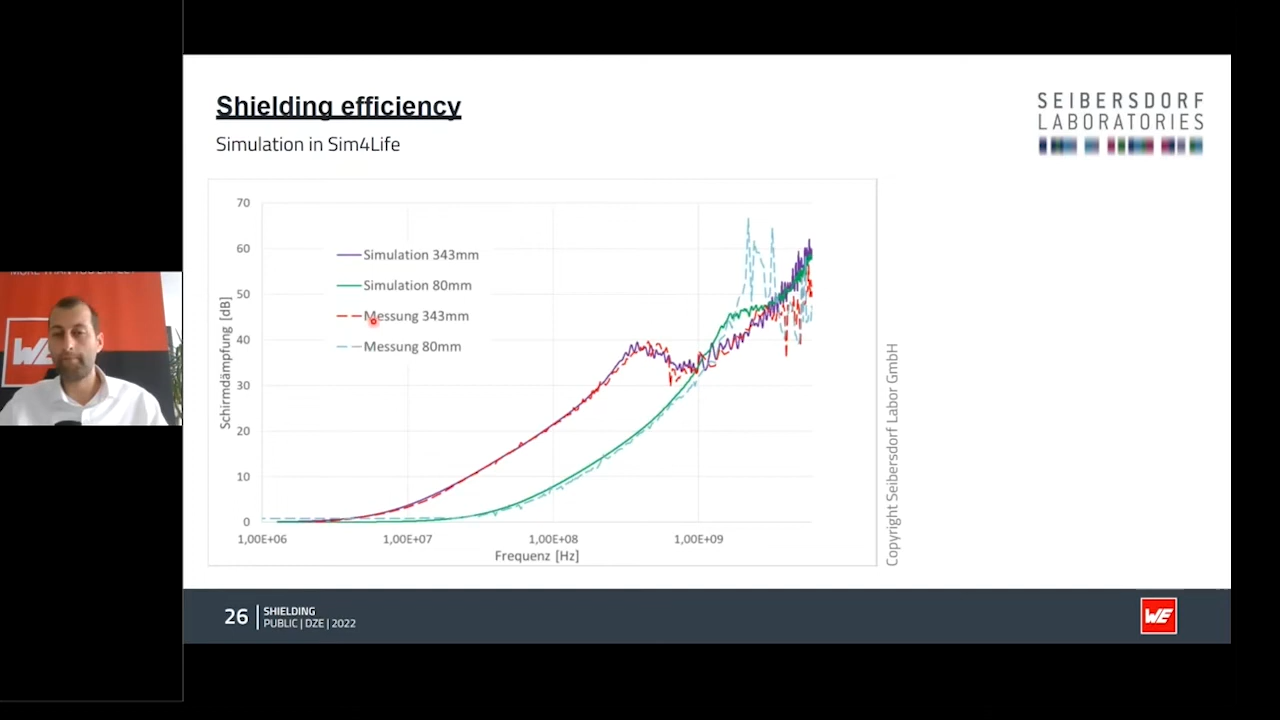 Shielding efficiency
Simulation in Sim4Life
SEIBERSDORF
LABORATORIES
70
60
50
40
30
20
10
0
Schirmdämpfung [dB]
Simulation 343mm
Simulation 80mm
Messung 343mm
Messung 80mm
1,00E+06
1,00E+07
1,00E+08
1,00E+09
Frequenz [Hz]
Copyright Seibersdorf Labor GmbH
WE
26
SHIELDING
PUBLIC | DZE | 2022
WE